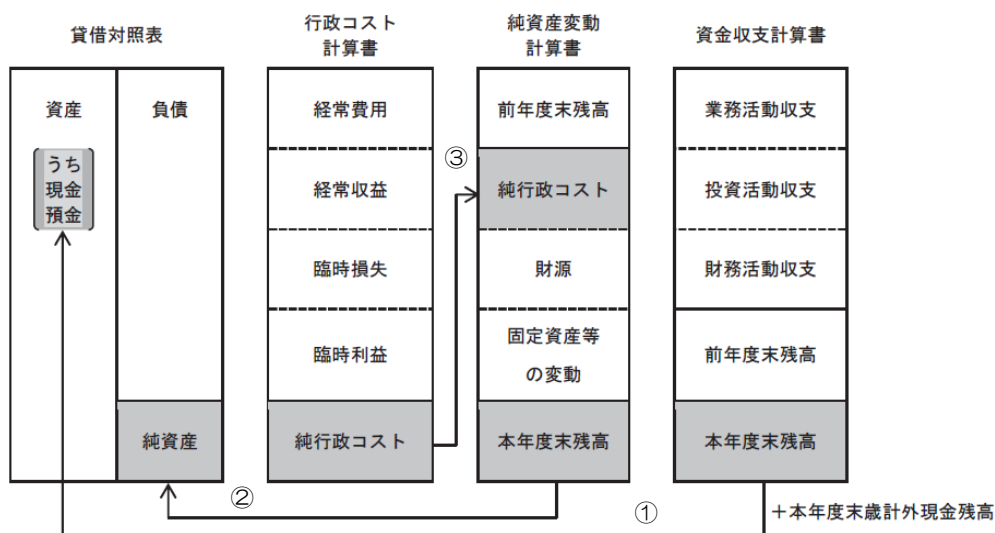 貸借対照表
資産
うち
現金
預金
負債
純資産
行政コスト
計算書
経常費用
経常収益
臨時損失
臨時利益
純行政コスト
純資産変動
計算書
前年度末残高
③
純行政コスト
財源
固定資産等
の変動
本年度末残高
資金収支計算書
業務活動収支
投資活動収支
財務活動収支
前年度末残高
本年度末残高
②
①
＋本年度末歳計外現金残高